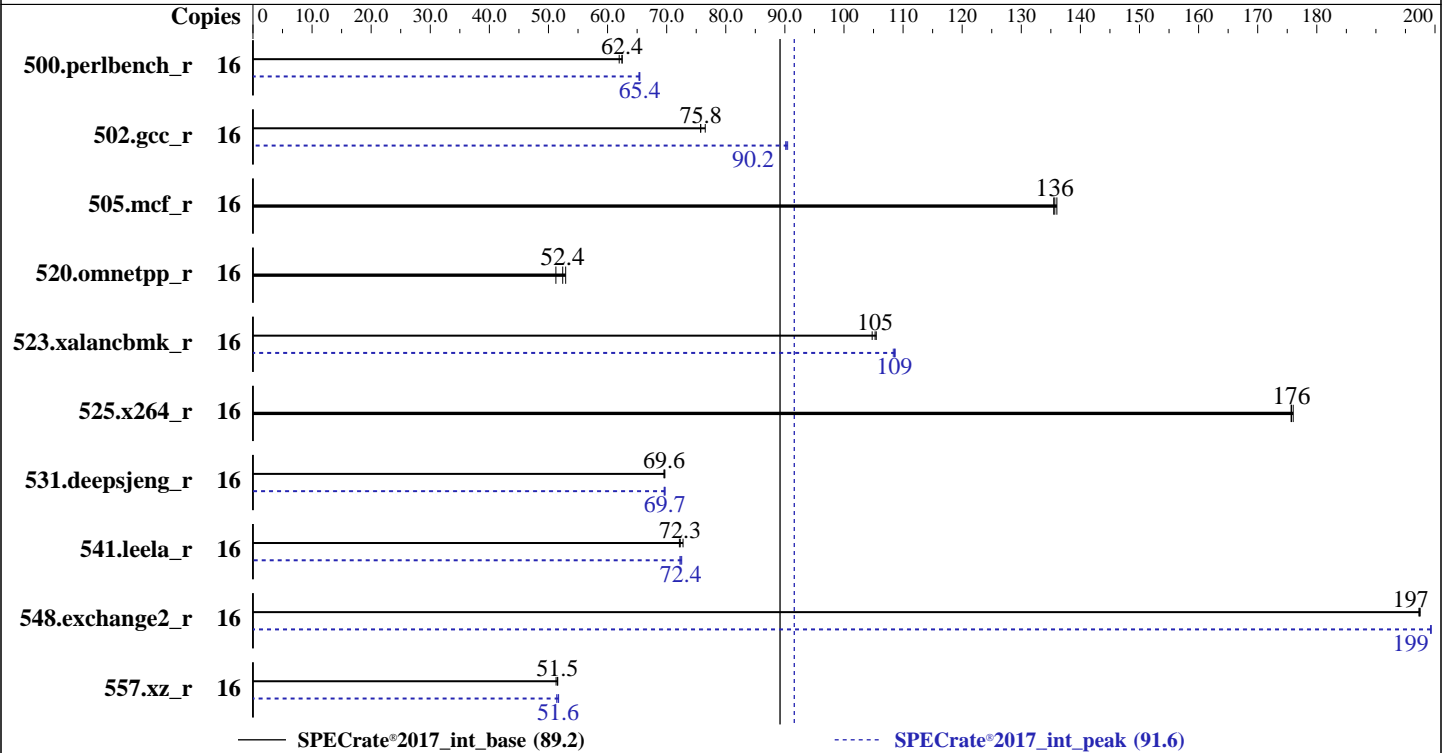 Copies 0 10.0 20.0 30.0 40.0 50.0 60.0 70.0 80.0 90.0 100 110 120 130 140 150 160 170 180 200
62.4
500.perlbench_r 16
65.4
75.8
502.gcc_r 16
90.2
136
505.mcf_r 16
52.4
520.omnetpp_r 16
105
523.xalancbmk_r 16
109
176
525.x264_r 16
69.6
531.deepsjeng_r 16
69.7
72.3
541.leela_r 16
72.4
197
548.exchange2_r 16
199
51.5
557.xz_r 16
51.6
SPECrate®2017_int_base (89.2) SPECrate®2017_int_peak (91.6)